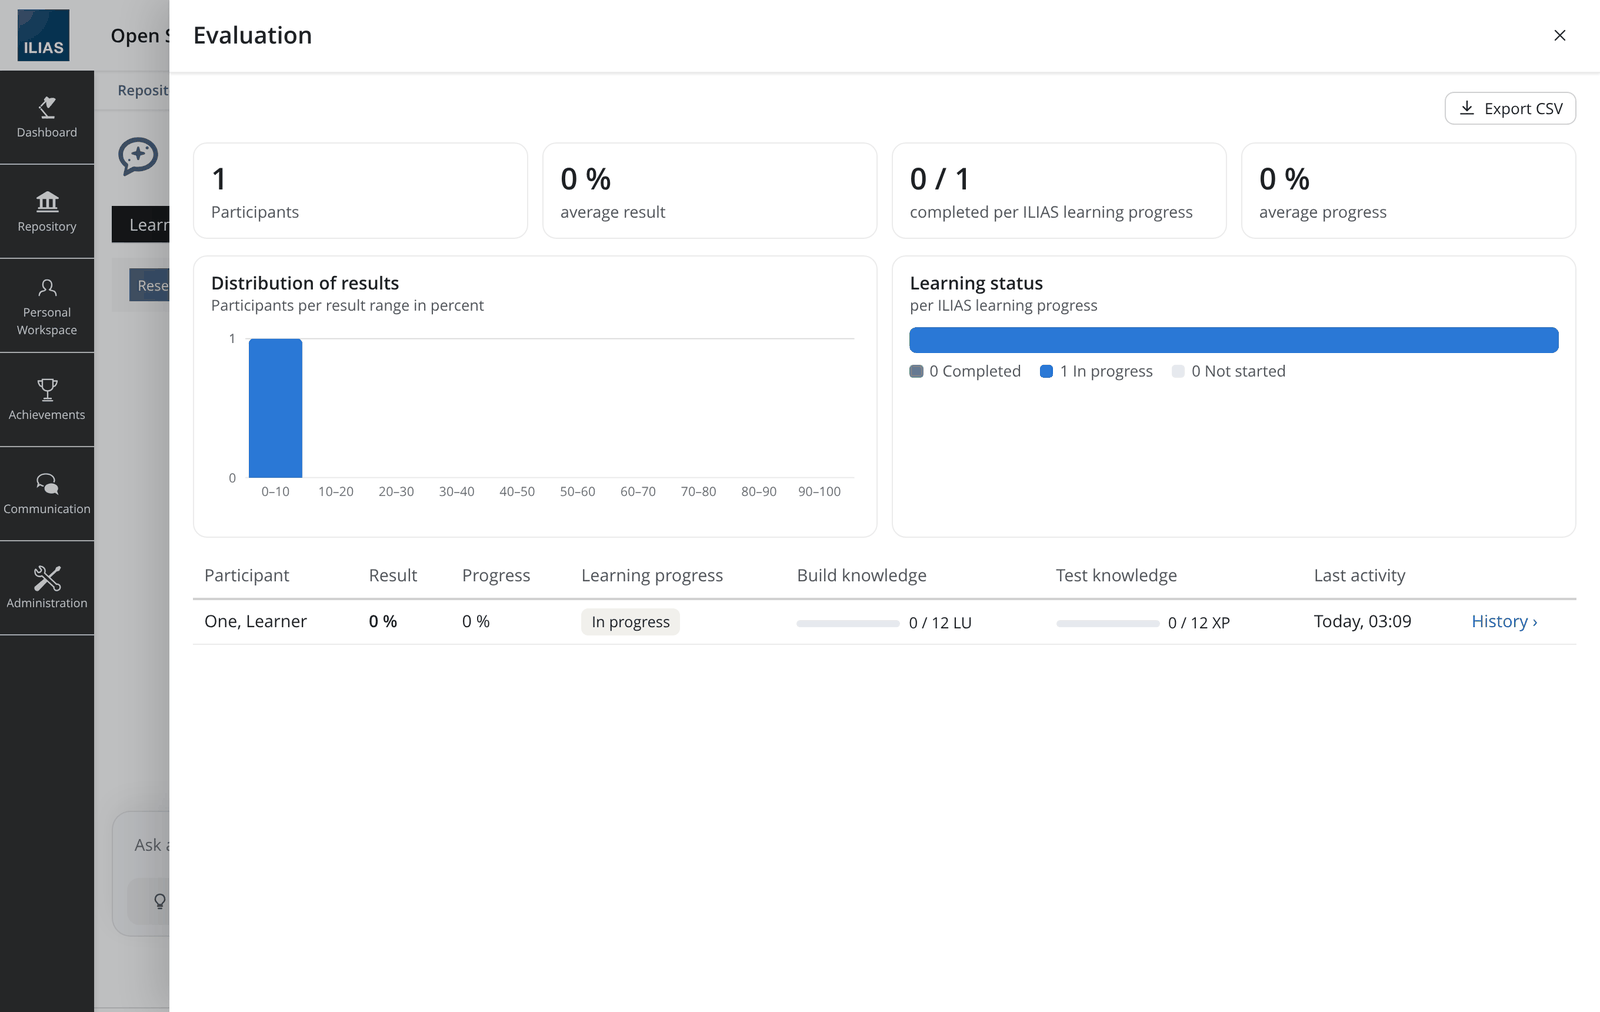 ILIAS
Open S
Evaluation
Dashboard
Repository
Personal
Workspace
Achievements
Communication
Administration
Reposit
Learn
Rese
Ask a
Export CSV
1
Participants
0 %
average result
0 / 1
completed per ILIAS learning progress
0 %
average progress
Distribution of results
Participants per result range in percent
1
0
0–10 10–20 20–30 30–40 40–50 50–60 60–70 70–80 80–90 90–100
Learning status
per ILIAS learning progress
0 Completed 1 In progress 0 Not started
Participant Result Progress Learning progress Build knowledge Test knowledge Last activity
One, Learner 0 % 0 % In progress 0 / 12 LU 0 / 12 XP Today, 03:09 History ›